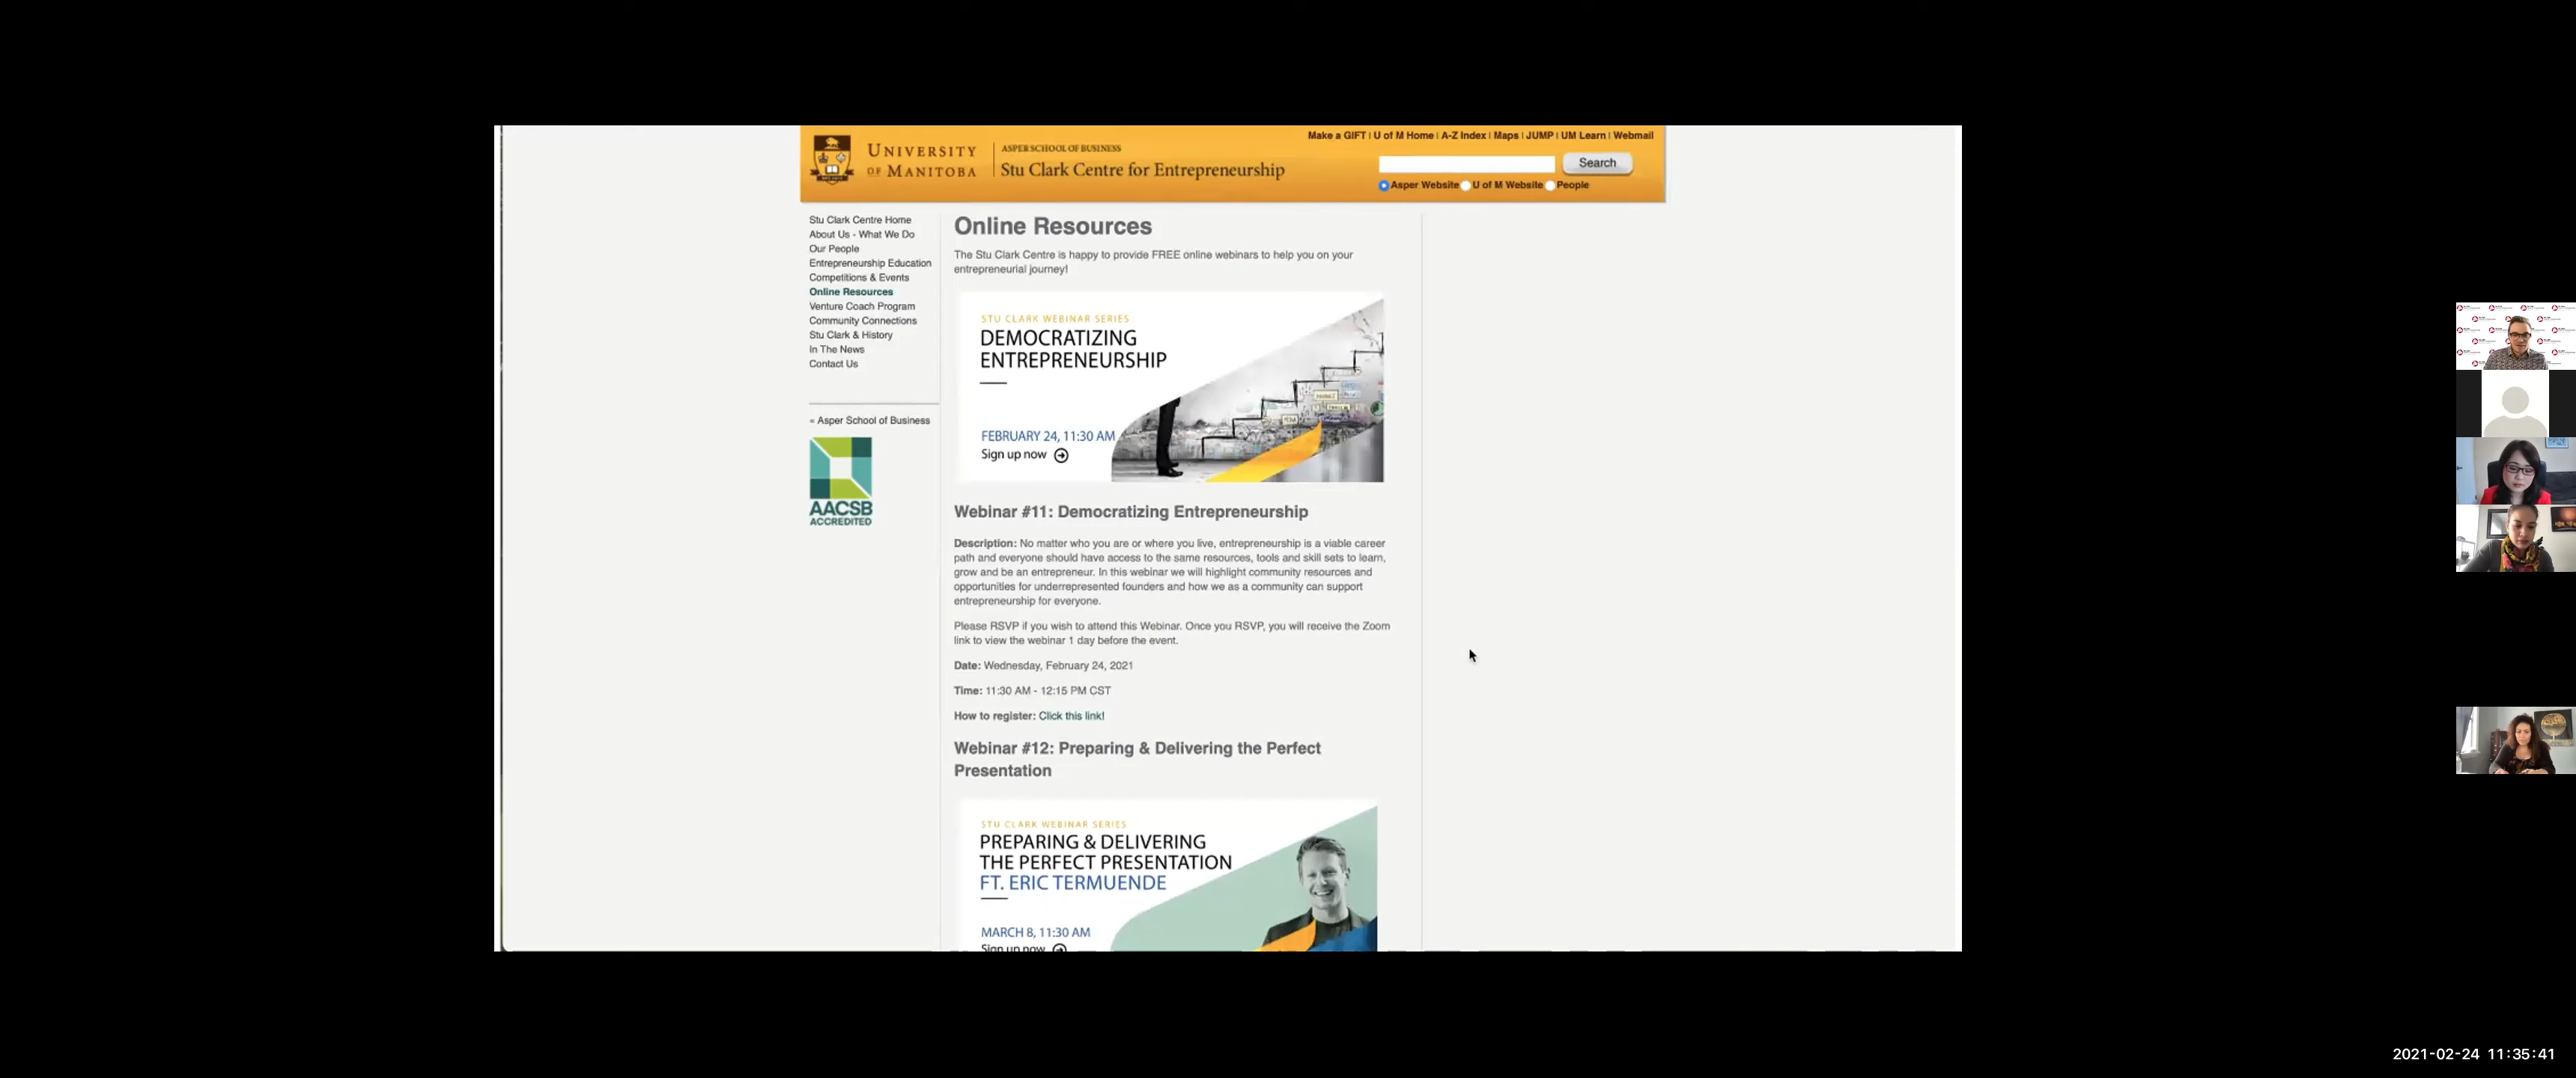 Make a GIFT | U of M Home | A-Z Index | Maps | JUMP | UM Learn | Webmail
UNIVERSITY
OF MANITOBA
ASPER SCHOOL OF BUSINESS
Stu Clark Centre for Entrepreneurship
Search
Asper Website U of M Website People
Stu Clark Centre Home
About Us - What We Do
Our People
Entrepreneurship Education
Competitions & Events
Online Resources
Venture Coach Program
Community Connections
Stu Clark & History
In The News
Contact Us
« Asper School of Business
AACSB
ACCREDITED
Online Resources
The Stu Clark Centre is happy to provide FREE online webinars to help you on your
entrepreneurial journey!
STU CLARK WEBINAR SERIES
DEMOCRATIZING
ENTREPRENEURSHIP
FEBRUARY 24, 11:30 AM
Sign up now
Webinar #11: Democratizing Entrepreneurship
Description: No matter who you are or where you live, entrepreneurship is a viable career
path and everyone should have access to the same resources, tools and skill sets to learn,
grow and be an entrepreneur. In this webinar we will highlight community resources and
opportunities for underrepresented founders and how we as a community can support
entrepreneurship for everyone.
Please RSVP if you wish to attend this Webinar. Once you RSVP, you will receive the Zoom
link to view the webinar 1 day before the event.
Date: Wednesday, February 24, 2021
Time: 11:30 AM - 12:15 PM CST
How to register: Click this link!
Webinar #12: Preparing & Delivering the Perfect
Presentation
STU CLARK WEBINAR SERIES
PREPARING & DELIVERING
THE PERFECT PRESENTATION
FT. ERIC TERMUENDE
MARCH 8, 11:30 AM
Sign up now
2021-02-24 11:35:41